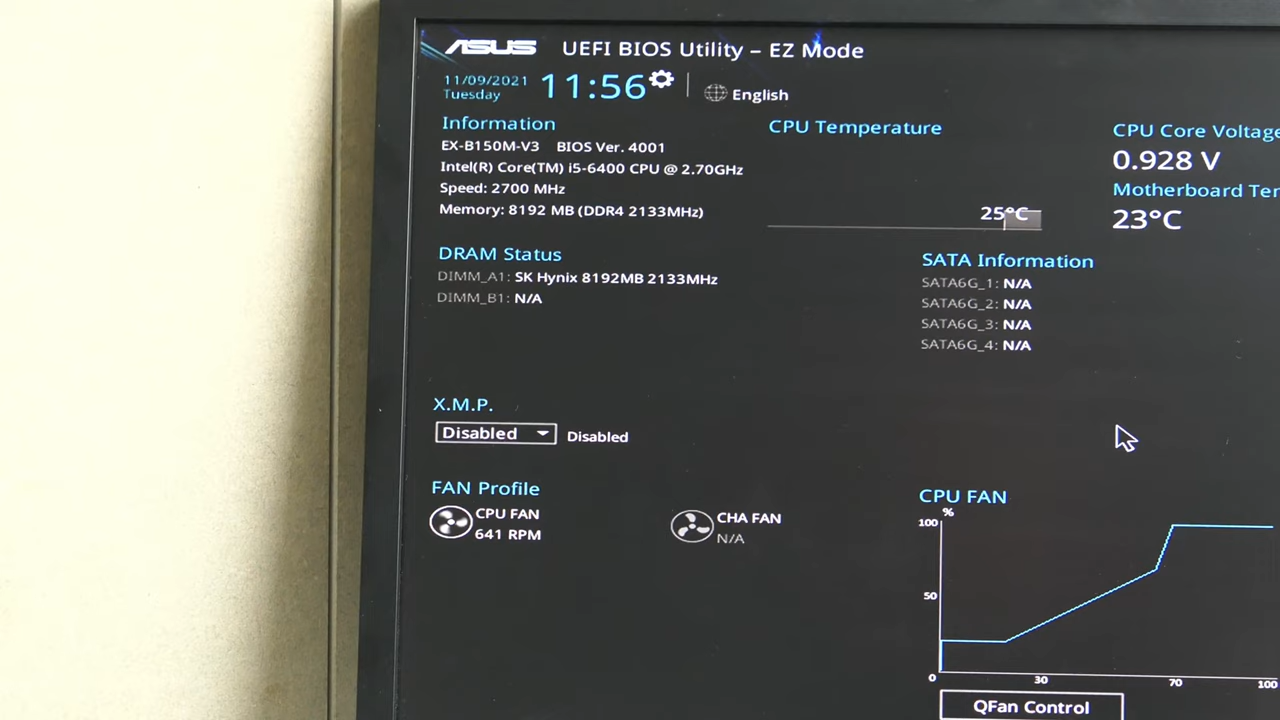 ASUS UEFI BIOS Utility – EZ Mode
11/09/2021
Tuesday
11:56
English
Information
EX-B150M-V3 BIOS Ver. 4001
Intel(R) Core(TM) i5-6400 CPU @ 2.70GHz
Speed: 2700 MHz
Memory: 8192 MB (DDR4 2133MHz)
CPU Temperature
25°C
CPU Core Voltage
0.928 V
Motherboard Ter
23°C
DRAM Status
DIMM_A1: SK Hynix 8192MB 2133MHz
DIMM_B1: N/A
SATA Information
SATA6G_1: N/A
SATA6G_2: N/A
SATA6G_3: N/A
SATA6G_4: N/A
X.M.P.
Disabled Disabled
FAN Profile
CPU FAN
641 RPM
CHA FAN
N/A
CPU FAN
%
100
50
0
30 70 100
QFan Control